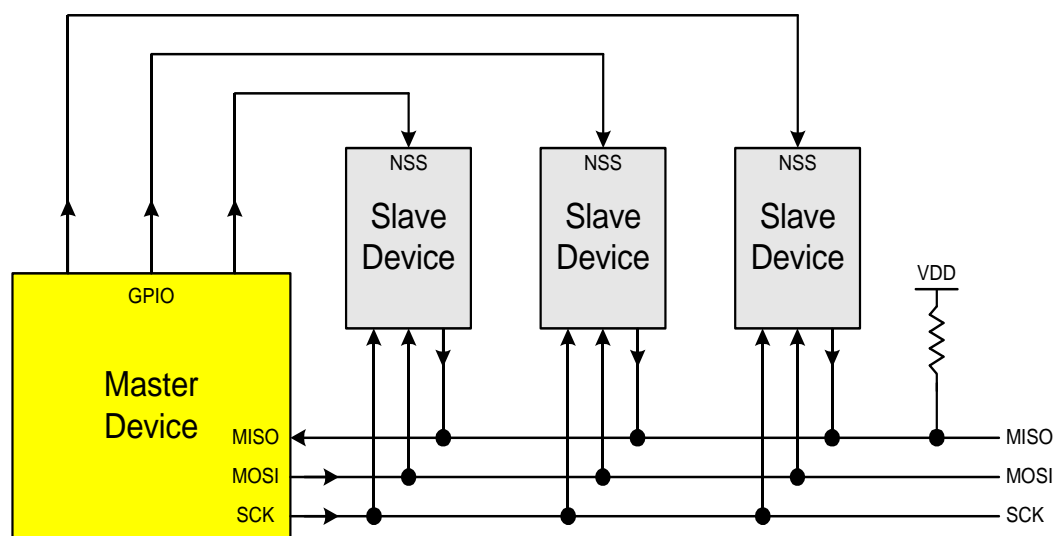 NSS
NSS
NSS
Slave
Device
Slave
Device
Slave
Device
VDD
GPIO
Master
Device
MISO
MISO
MOSI
MOSI
SCK
SCK